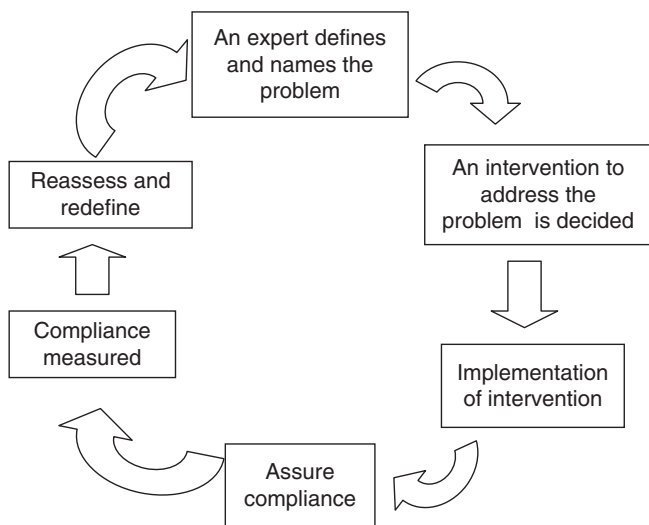 An expert defines
and names the
problem
An intervention to
address the
problem is decided
Implementation
of intervention
Assure
compliance
Compliance
measured
Reassess and
redefine